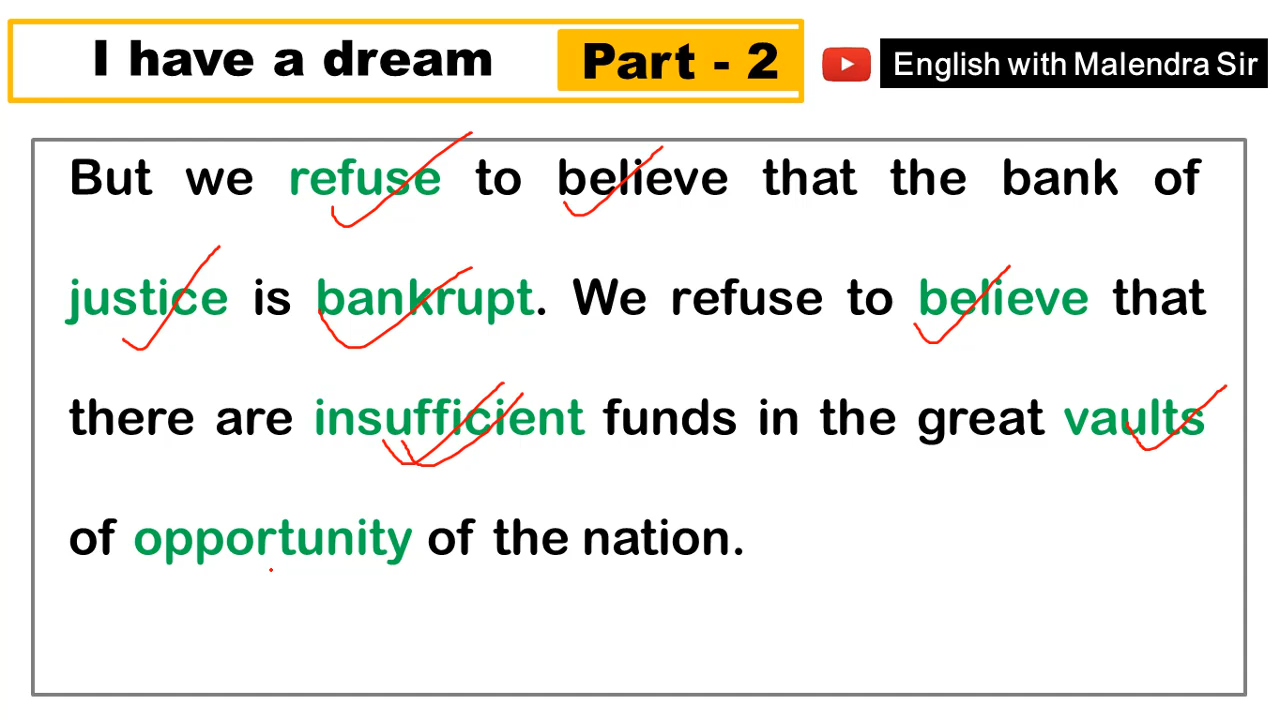 I have a dream Part - 2 English with Malendra Sir
But we refuse to believe that the bank of
justice is bankrupt. We refuse to believe that
there are insufficient funds in the great vaults
of opportunity of the nation.